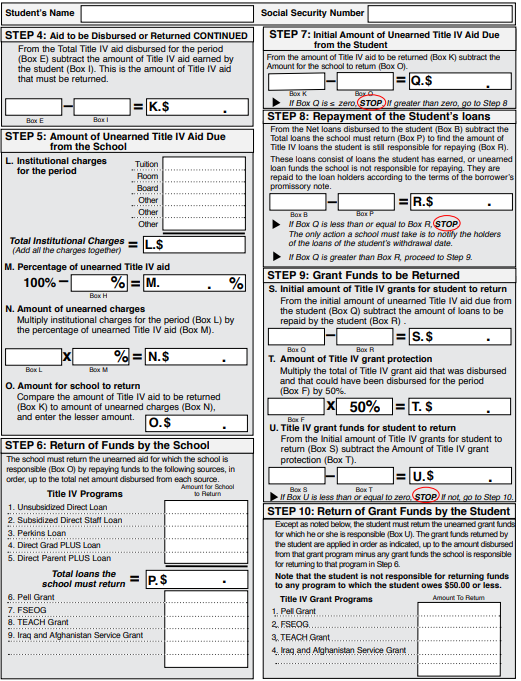 Student's Name
Social Security Number
STEP 4: Aid to be Disbursed or Returned CONTINUED
From the Total Title IV aid disbursed for the period
(Box E) subtract the amount of Title IV aid earned by
the student (Box I). This is the amount of Title IV aid
that must be returned.
– = K.$ .
Box E Box I
STEP 5: Amount of Unearned Title IV Aid Due
from the School
L. Institutional charges
for the period
Tuition
Room
Board
Other
Other
Other
Total Institutional Charges = L.$ .
(Add all the charges together)
M. Percentage of unearned Title IV aid
100% – % = M. . %
Box H
N. Amount of unearned charges
Multiply institutional charges for the period (Box L) by
the percentage of unearned Title IV aid (Box M).
x % = N.$ .
Box L Box M
O. Amount for school to return
Compare the amount of Title IV aid to be returned
(Box K) to amount of unearned charges (Box N),
and enter the lesser amount.
O.$ .
STEP 6: Return of Funds by the School
The school must return the unearned aid for which the school is
responsible (Box O) by repaying funds to the following sources, in
order, up to the total net amount disbursed from each source.
Title IV Programs
Amount for School
to Return
1. Unsubsidized Direct Loan
2. Subsidized Direct Staff Loan
3. Perkins Loan
4. Direct Grad PLUS Loan
5. Direct Parent PLUS Loan
Total loans the
school must return = P.$ .
6. Pell Grant
7. FSEOG
8. TEACH Grant
9. Iraq and Afghanistan Service Grant
STEP 7: Initial Amount of Unearned Title IV Aid Due
from the Student
From the amount of Title IV aid to be returned (Box K) subtract the
Amount for the school to return (Box O).
– = Q.$ .
Box K Box O
▶ If Box Q is ≤ zero, STOP. If greater than zero, go to Step 8
STEP 8: Repayment of the Student's loans
From the Net loans disbursed to the student (Box B) subtract the
Total loans the school must return (Box P) to find the amount of
Title IV loans the student is still responsible for repaying (Box R).
These loans consist of loans the student has earned, or unearned
loan funds the school is not responsible for repaying. They are
repaid to the loan holders according to the terms of the borrower's
promissory note.
– = R.$ .
Box B Box P
▶ If Box Q is less than or equal to Box R, STOP
The only action a school must take is to notify the holders
of the loans of the student's withdrawal date.
▶ If Box Q is greater than Box R, proceed to Step 9.
STEP 9: Grant Funds to be Returned
S. Initial amount of Title IV grants for student to return
From the initial amount of unearned Title IV aid due from
the student (Box Q) subtract the amount of loans to be
repaid by the student (Box R) .
– = S.$ .
Box Q Box R
T. Amount of Title IV grant protection
Multiply the total of Title IV grant aid that was disbursed
and that could have been disbursed for the period
(Box F) by 50%.
x 50% = T. $ .
Box F
U. Title IV grant funds for student to return
From the Initial amount of Title IV grants for student to
return (Box S) subtract the Amount of Title IV grant
protection (Box T).
– = U.$ .
Box S Box T
▶ If Box U is less than or equal to zero, STOP. If not, go to Step 10.
STEP 10: Return of Grant Funds by the Student
Except as noted below, the student must return the unearned grant funds
for which he or she is responsible (Box U). The grant funds returned by
the student are applied in order as indicated, up to the amount disbursed
from that grant program minus any grant funds the school is responsible
for returning to that program in Step 6.
Note that the student is not responsible for returning funds
to any program to which the student owes $50.00 or less.
Title IV Grant Programs Amount To Return
1. Pell Grant
2. FSEOG
3. TEACH Grant
4. Iraq and Afghanistan Service Grant